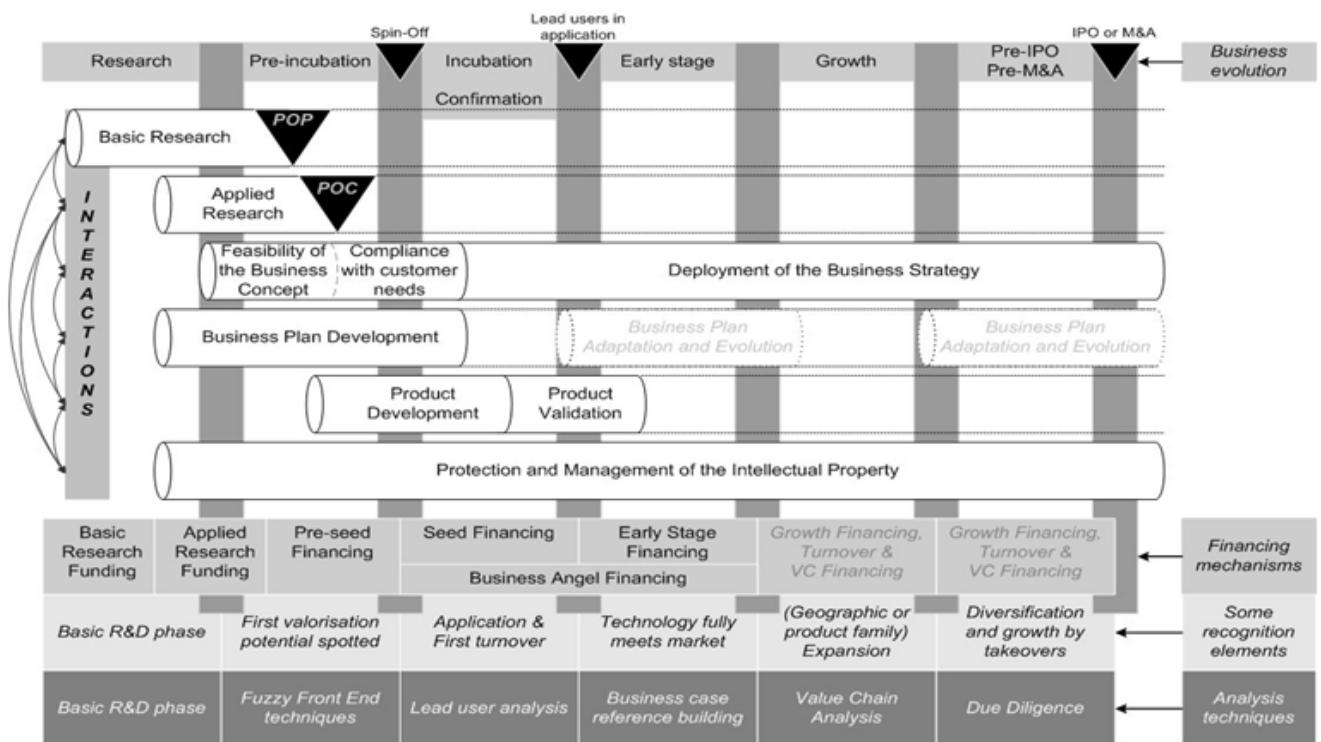 Spin-Off
Lead users in
application
IPO or M&A
Research
Pre-incubation
Incubation
Early stage
Growth
Pre-IPO
Pre-M&A
Business
evolution
Confirmation
POP
Basic Research
POC
Applied
Research
INTERACTIONS
Feasibility of
the Business
Concept
Compliance
with customer
needs
Deployment of the Business Strategy
Business Plan Development
Business Plan
Adaptation and Evolution
Business Plan
Adaptation and Evolution
Product
Development
Product
Validation
Protection and Management of the Intellectual Property
Basic
Research
Funding
Applied
Research
Funding
Pre-seed
Financing
Seed Financing
Early Stage
Financing
Business Angel Financing
Growth Financing,
Turnover &
VC Financing
Growth Financing,
Turnover &
VC Financing
Financing
mechanisms
Basic R&D phase
First valorisation
potential spotted
Application &
First turnover
Technology fully
meets market
(Geographic or
product family)
Expansion
Diversification
and growth by
takeovers
Some
recognition
elements
Basic R&D phase
Fuzzy Front End
techniques
Lead user analysis
Business case
reference building
Value Chain
Analysis
Due Diligence
Analysis
techniques